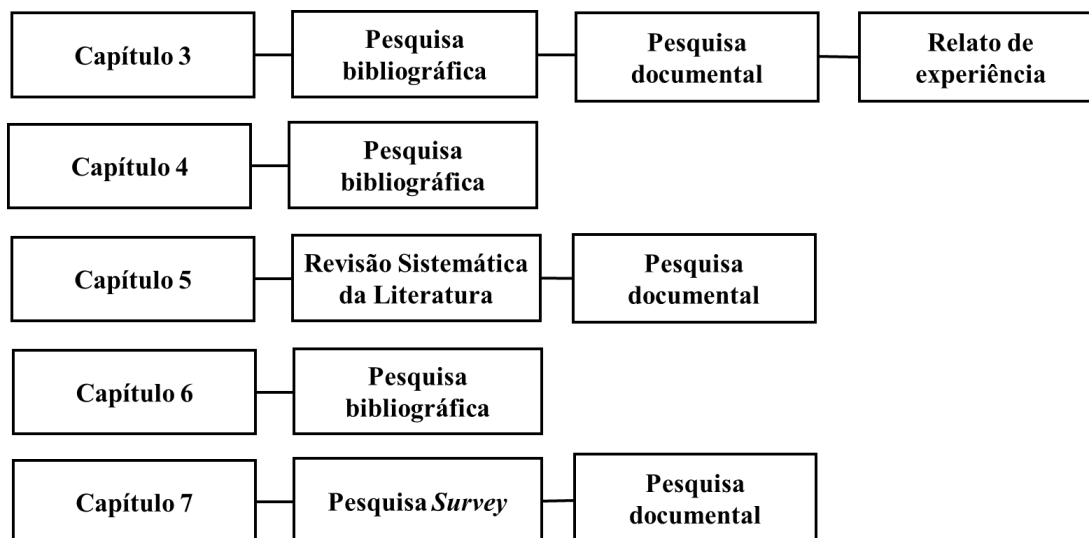 Capítulo 3
Pesquisa
bibliográfica
Pesquisa
documental
Relato de
experiência
Capítulo 4
Pesquisa
bibliográfica
Capítulo 5
Revisão Sistemática
da Literatura
Pesquisa
documental
Capítulo 6
Pesquisa
bibliográfica
Capítulo 7
Pesquisa Survey
Pesquisa
documental